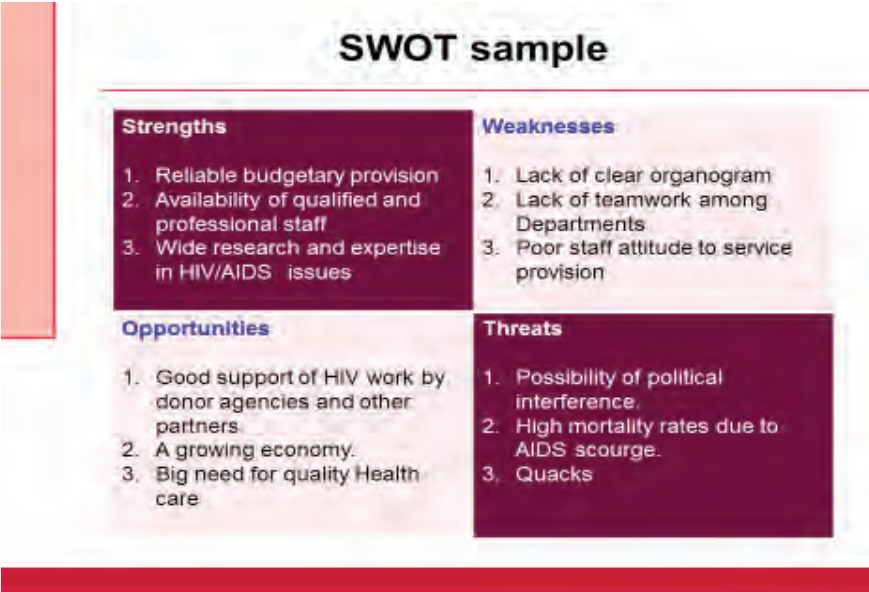 SWOT sample
Strengths
1. Reliable budgetary provision
2. Availability of qualified and
professional staff
3. Wide research and expertise
in HIV/AIDS issues
Weaknesses
1. Lack of clear organogram
2. Lack of teamwork among
Departments
3. Poor staff attitude to service
provision
Opportunities
1. Good support of HIV work by
donor agencies and other
partners
2. A growing economy.
3. Big need for quality Health
care
Threats
1. Possibility of political
interference.
2. High mortality rates due to
AIDS scourge.
3. Quacks